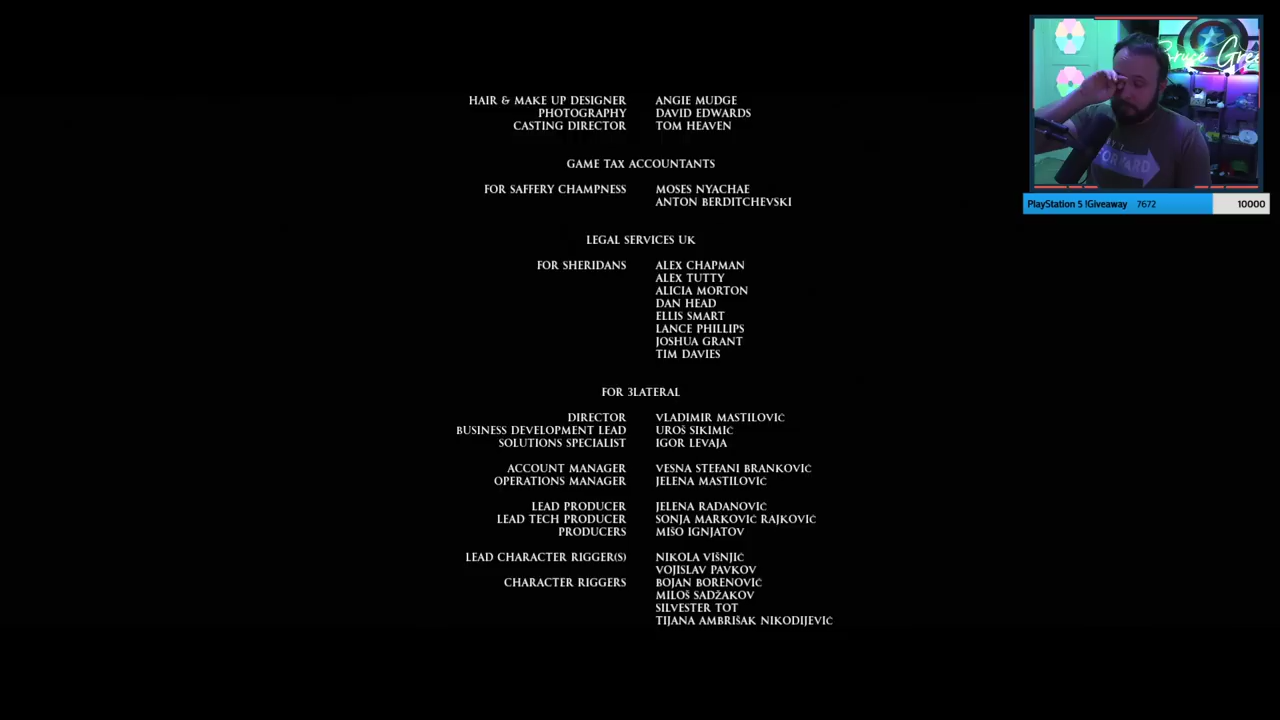 HAIR & MAKE UP DESIGNER ANGIE MUDGE
PHOTOGRAPHY DAVID EDWARDS
CASTING DIRECTOR TOM HEAVEN
GAME TAX ACCOUNTANTS
FOR SAFFERY CHAMPNESS MOSES NYACHAE
ANTON BERDITCHEVSKI
LEGAL SERVICES UK
FOR SHERIDANS ALEX CHAPMAN
ALEX TUTTY
ALICIA MORTON
DAN HEAD
ELLIS SMART
LANCE PHILLIPS
JOSHUA GRANT
TIM DAVIES
FOR 3LATERAL
DIRECTOR VLADIMIR MASTILOVIĆ
BUSINESS DEVELOPMENT LEAD UROŠ SIKIMIĆ
SOLUTIONS SPECIALIST IGOR LEVAJA
ACCOUNT MANAGER VESNA STEFANI BRANKOVIĆ
OPERATIONS MANAGER JELENA MASTILOVIĆ
LEAD PRODUCER JELENA RADANOVIĆ
LEAD TECH PRODUCER SONJA MARKOVIĆ RAJKOVIĆ
PRODUCERS MIŠO IGNJATOV
LEAD CHARACTER RIGGER(S) NIKOLA VIŠNJIĆ
VOJISLAV PAVKOV
CHARACTER RIGGERS BOJAN BORENOVIĆ
MILOŠ SADŽAKOV
SILVESTER TOT
TIJANA AMBRIŠAK NIKODIJEVIĆ
Bruce Gree
FORWARD
PlayStation 5 !Giveaway 7672 10000